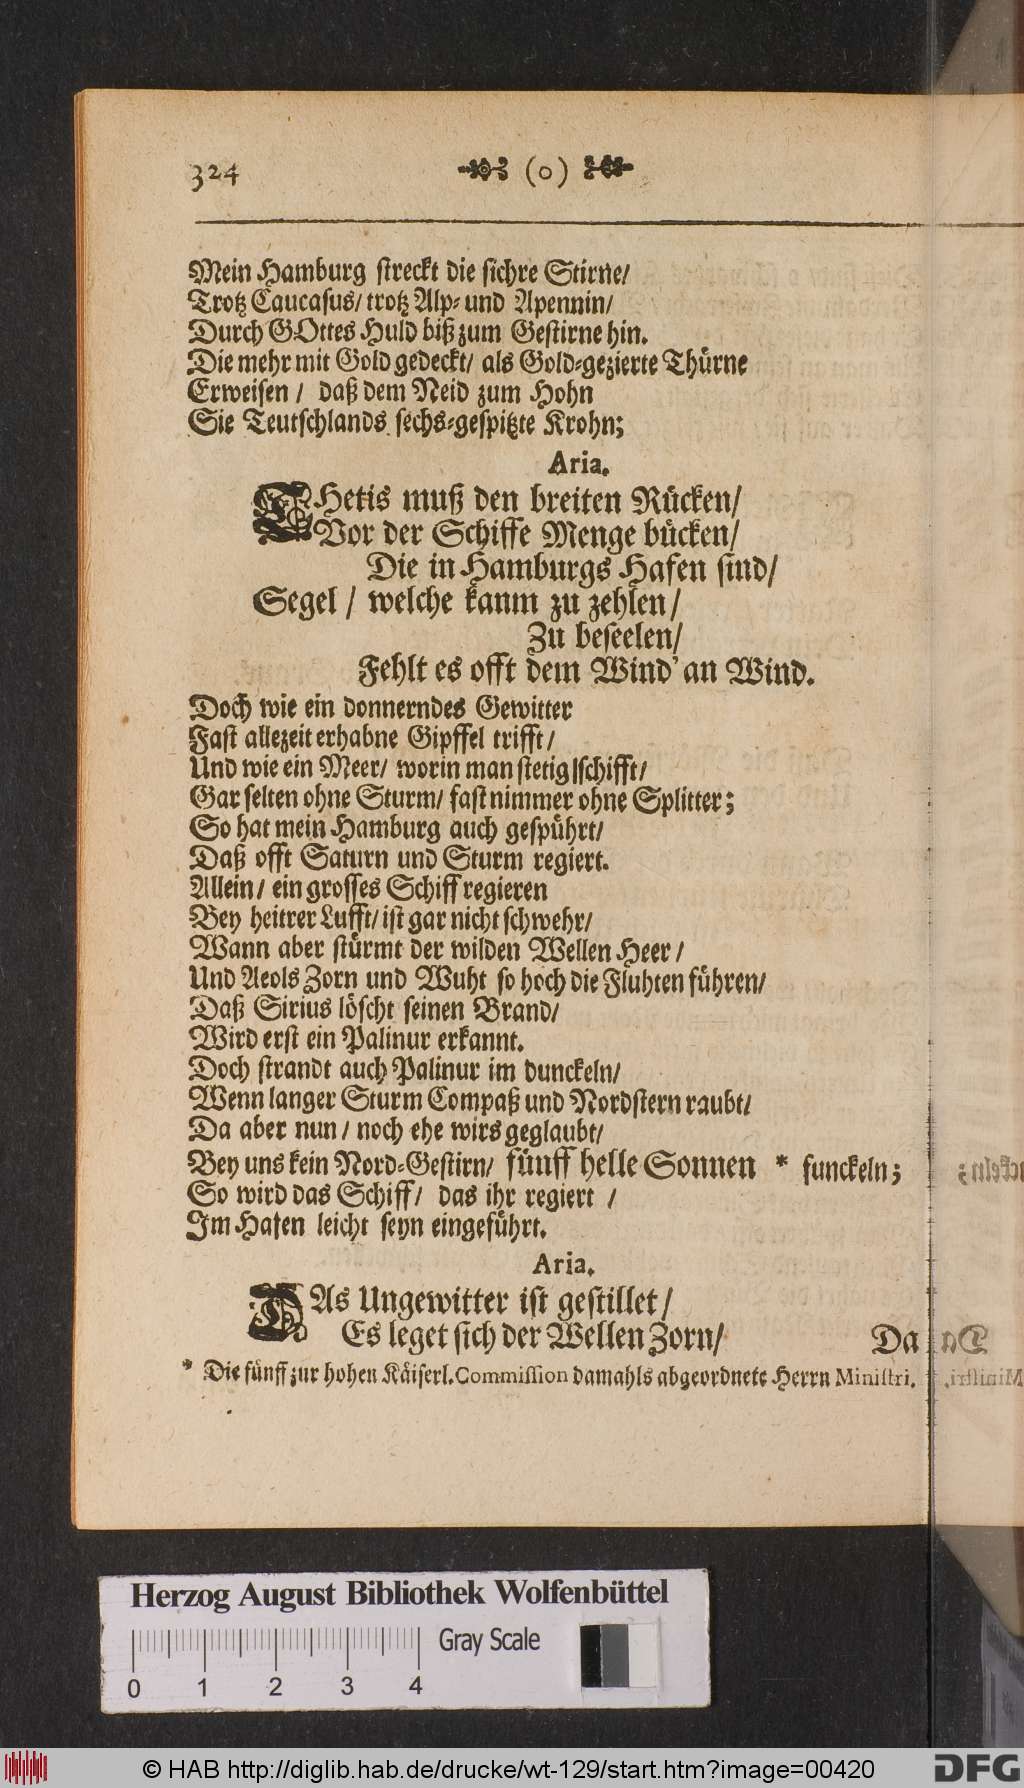 324 (o)
Mein Hamburg streckt die sichre Stirne/
Trotz Caucasus/ trotz Alp- und Apennin/
Durch GOttes Huld biß zum Gestirne hin.
Die mehr mit Gold gedeckt/ als Gold-gezierte Thürne
Erweisen / daß dem Neid zum Hohn
Sie Teutschlands sechs-gespitzte Krohn;
Aria.
THetis muß den breiten Rücken/
Vor der Schiffe Menge bücken/
Die in Hamburgs Hafen sind/
Segel / welche kanm zu zehlen /
Zu beseelen/
Fehlt es offt dem Wind' an Wind.
Doch wie ein donnerndes Gewitter
Fast allezeit erhabne Gipffel trifft /
Und wie ein Meer/ worin man stetig schifft/
Gar selten ohne Sturm/ fast nimmer ohne Splitter;
So hat mein Hamburg auch gespührt/
Daß offt Saturn und Sturm regiert.
Allein / ein grosses Schiff regieren
Bey heitrer Lufft/ ist gar nicht schwehr/
Wann aber stürmt der wilden Wellen Heer /
Und Aeols Zorn und Wuht so hoch die Fluhten führen/
Daß Sirius löscht seinen Brand/
Wird erst ein Palinur erkannt.
Doch strandt auch Palinur im dunckeln/
Wenn langer Sturm Compaß und Nordstern raubt/
Da aber nun / noch ehe wirs geglaubt/
Bey uns kein Nord-Gestirn/ fünff helle Sonnen * funckeln;
So wird das Schiff / das ihr regiert /
Im Hafen leicht seyn eingeführt.
Aria.
DAs Ungewitter ist gestillet /
Es leget sich der Wellen Zorn/
Da
* Die fünff zur hohen Käiserl. Commission damahls abgeordnete Herrn Ministri.
Herzog August Bibliothek Wolfenbüttel
Gray Scale
0 1 2 3 4
© HAB http://diglib.hab.de/drucke/wt-129/start.htm?image=00420
DFG